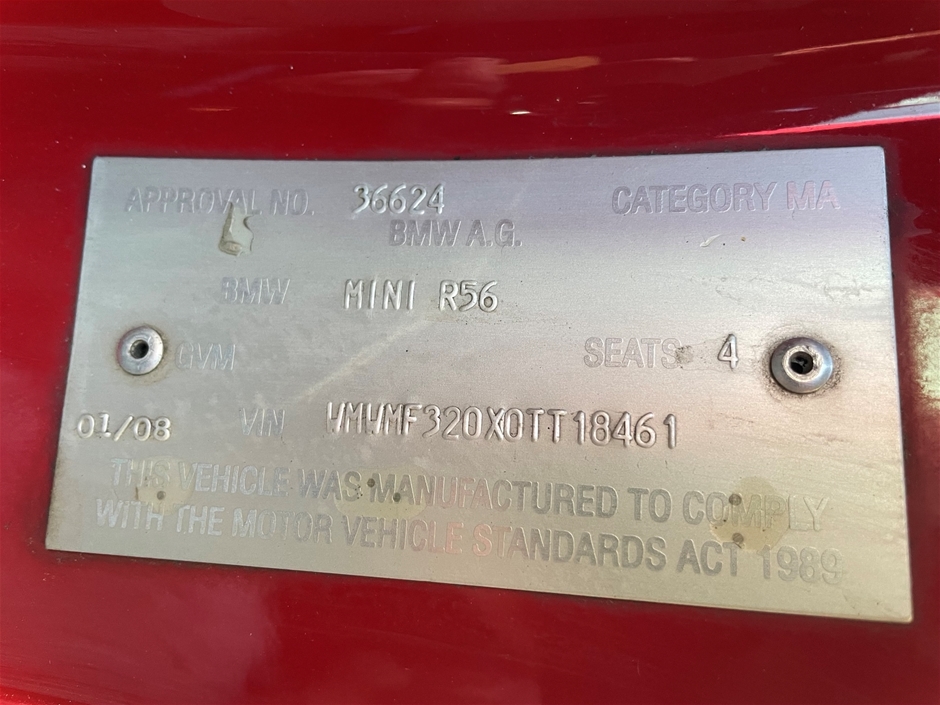 APPROVAL NO. 36624 CATEGORY MA
BMW A.G.
BMW MINI R56
GVM SEATS 4
01/08 VIN WMWMF320X0TT18461
THIS VEHICLE WAS MANUFACTURED TO COMPLY
WITH THE MOTOR VEHICLE STANDARDS ACT 1989